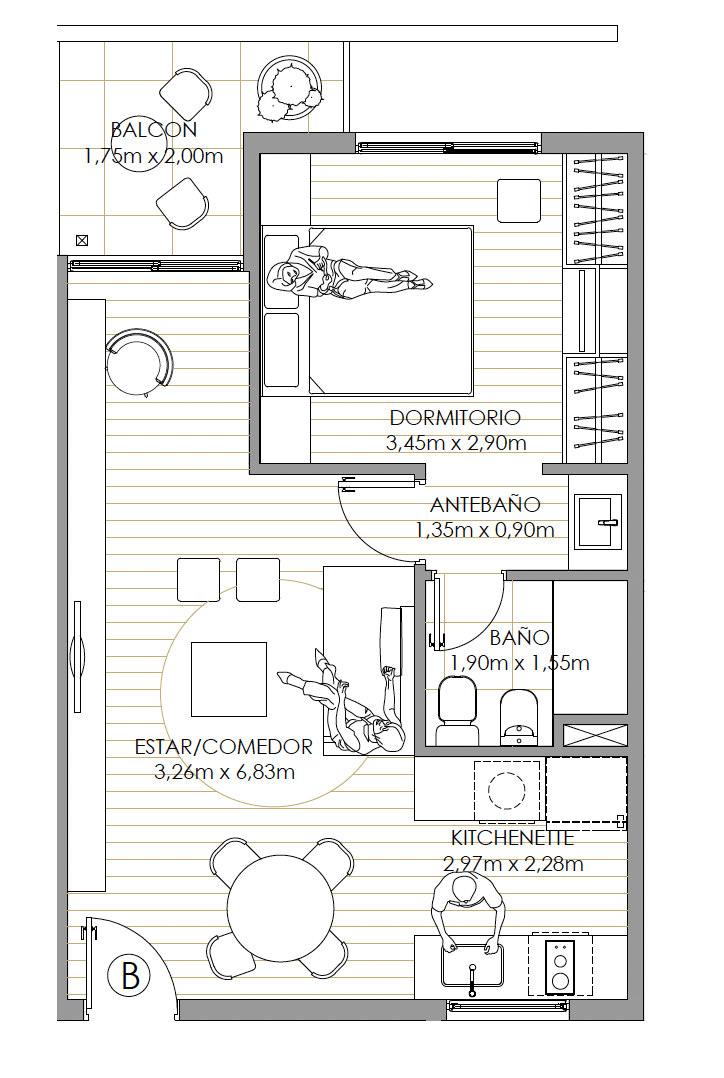 BALCON
1,75m x 2,00m
DORMITORIO
3,45m x 2,90m
ANTEBAÑO
1,35m x 0,90m
BAÑO
1,90m x 1,55m
ESTAR/COMEDOR
3,26m x 6,83m
KITCHENETTE
2,97m x 2,28m
B